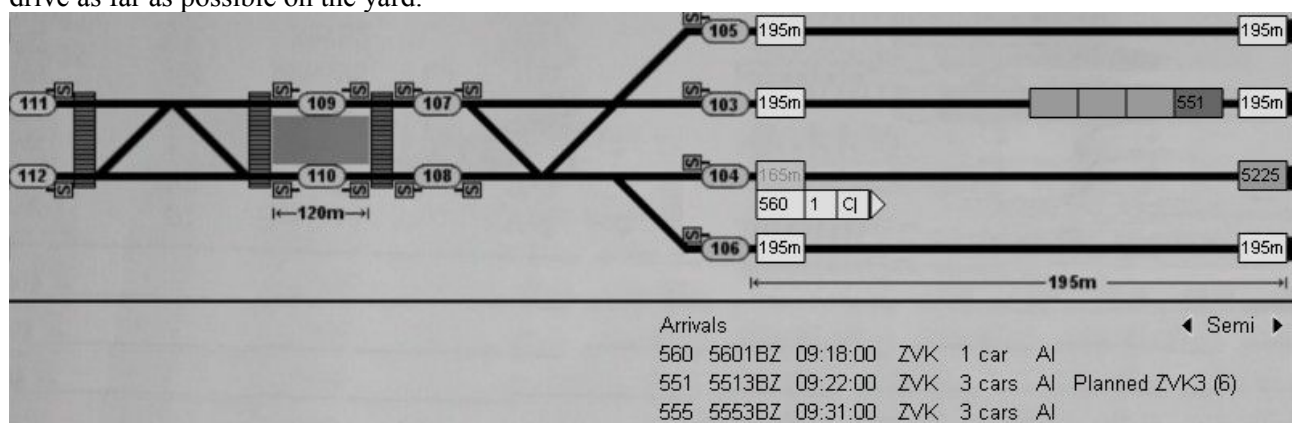 drive as far as possible on the yard.
S 105 195m 195m
111 S S 109 S S 107 S 103 195m 551 195m
112 S S 110 S S 108 S S 104 165m 5225
560 1 C|
120m
S 106 195m 195m
195m
Arrivals ◀ Semi ▶
560 5601BZ 09:18:00 ZVK 1 car Al
551 5513BZ 09:22:00 ZVK 3 cars Al Planned ZVK3 (6)
555 5553BZ 09:31:00 ZVK 3 cars Al